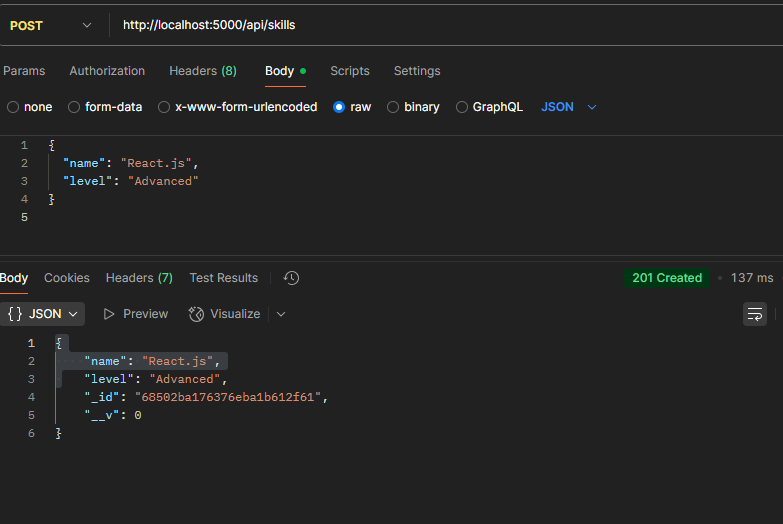 POST http://localhost:5000/api/skills
Params Authorization Headers (8) Body Scripts Settings
none form-data x-www-form-urlencoded raw binary GraphQL JSON
1 {
2 "name": "React.js",
3 "level": "Advanced"
4 }
5
Body Cookies Headers (7) Test Results 201 Created 137 ms
{} JSON Preview Visualize
1 {
2 "name": "React.js",
3 "level": "Advanced",
4 "_id": "68502ba176376eba1b612f61",
5 "__v": 0
6 }